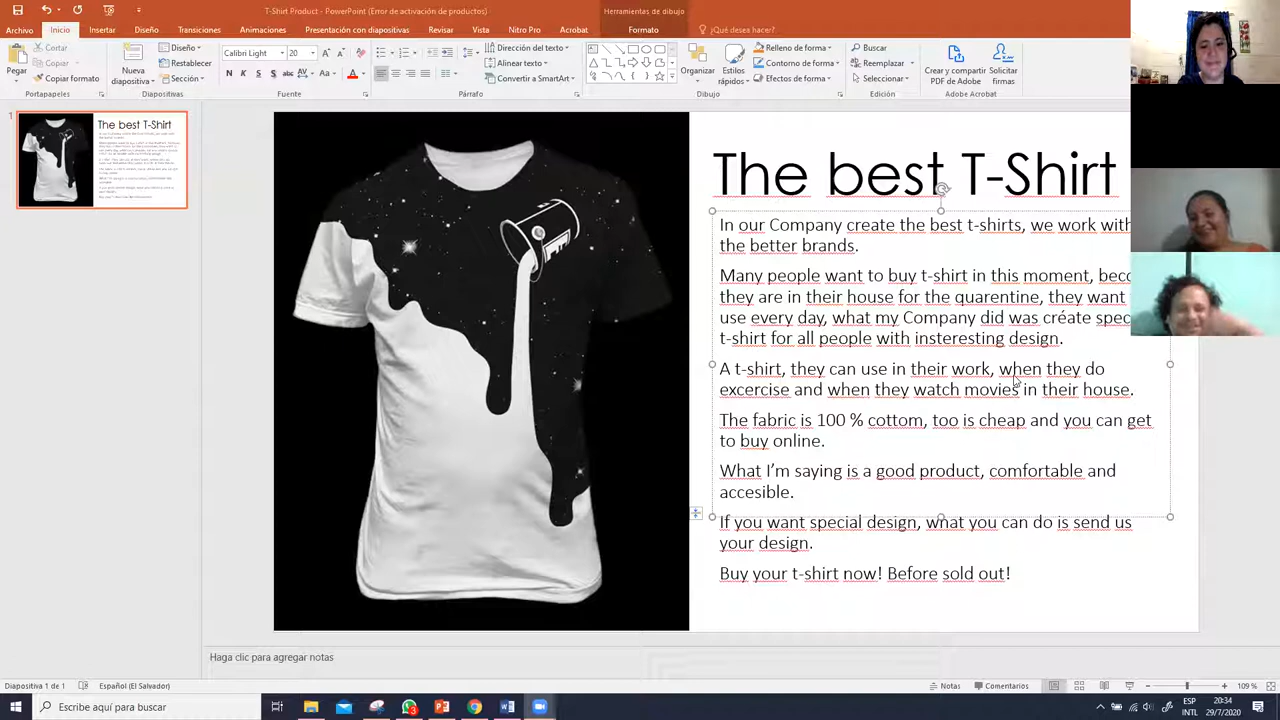 T-Shirt - PowerPoint (Error de activación de productos)
Herramientas de dibujo
Archivo Inicio Insertar Diseño Transiciones Animaciones Presentación con diapositivas Revisar Vista Nitro Pro Acrobat Formato ¿Qué desea hacer?
Pegar
Cortar
Copiar
Copiar formato
Portapapeles
Nueva diapositiva
Diseño
Restablecer
Sección
Diapositivas
Calibri Light 20
N K S S abc AV Aa A
Fuente
Dirección del texto
Alinear texto
Convertir a SmartArt
Párrafo
Organizar
Estilos rápidos
Relleno de forma
Contorno de forma
Efectos de forma
Dibujo
Buscar
Reemplazar
Seleccionar
Edición
Crear y compartir PDF de Adobe
Solicitar firmas
Adobe Acrobat
1
The best T-Shirt
The best T-Shirt
In our Company create the best t-shirts, we work with
the better brands.
Many people want to buy t-shirt in this moment, beco
they are in their house for the quarentine, they want
use every day, what my Company did was create spec
t-shirt for all people with insteresting design.
A t-shirt, they can use in their work, when they do
excercise and when they watch movies in their house.
The fabric is 100 % cottom, too is cheap and you can get
to buy online.
What I'm saying is a good product, comfortable and
accesible.
If you want special design, what you can do is send us
your design.
Buy your t-shirt now! Before sold out!
Haga clic para agregar notas
Diapositiva 1 de 1 Español (El Salvador) Notas Comentarios 109 %
Escribe aquí para buscar
3
ESP
INTL
20:34
29/7/2020